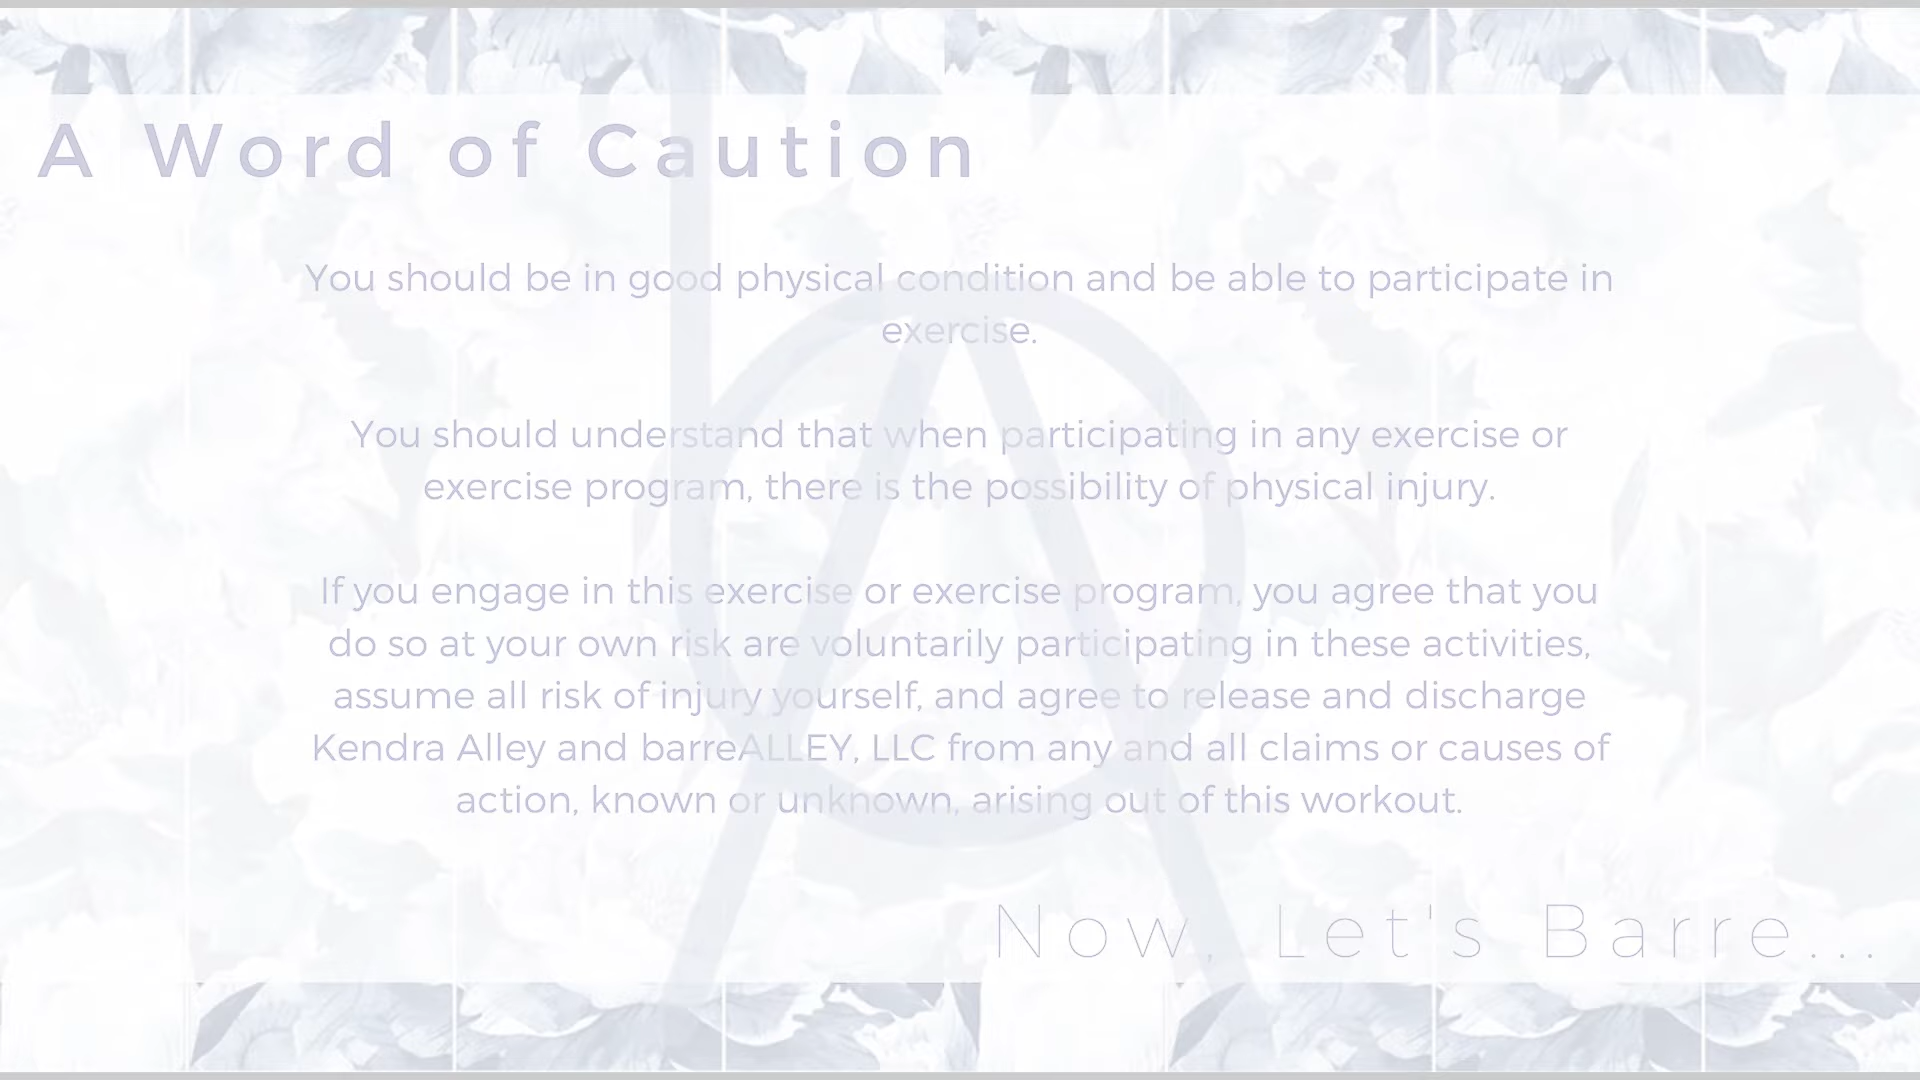 A Word of Caution
You should be in good physical condition and be able to participate in
exercise.
You should understand that when participating in any exercise or
exercise program, there is the possibility of physical injury.
If you engage in this exercise or exercise program, you agree that you
do so at your own risk are voluntarily participating in these activities,
assume all risk of injury yourself, and agree to release and discharge
Kendra Alley and barreALLEY, LLC from any and all claims or causes of
action, known or unknown, arising out of this workout.
Now, Let's Barre...